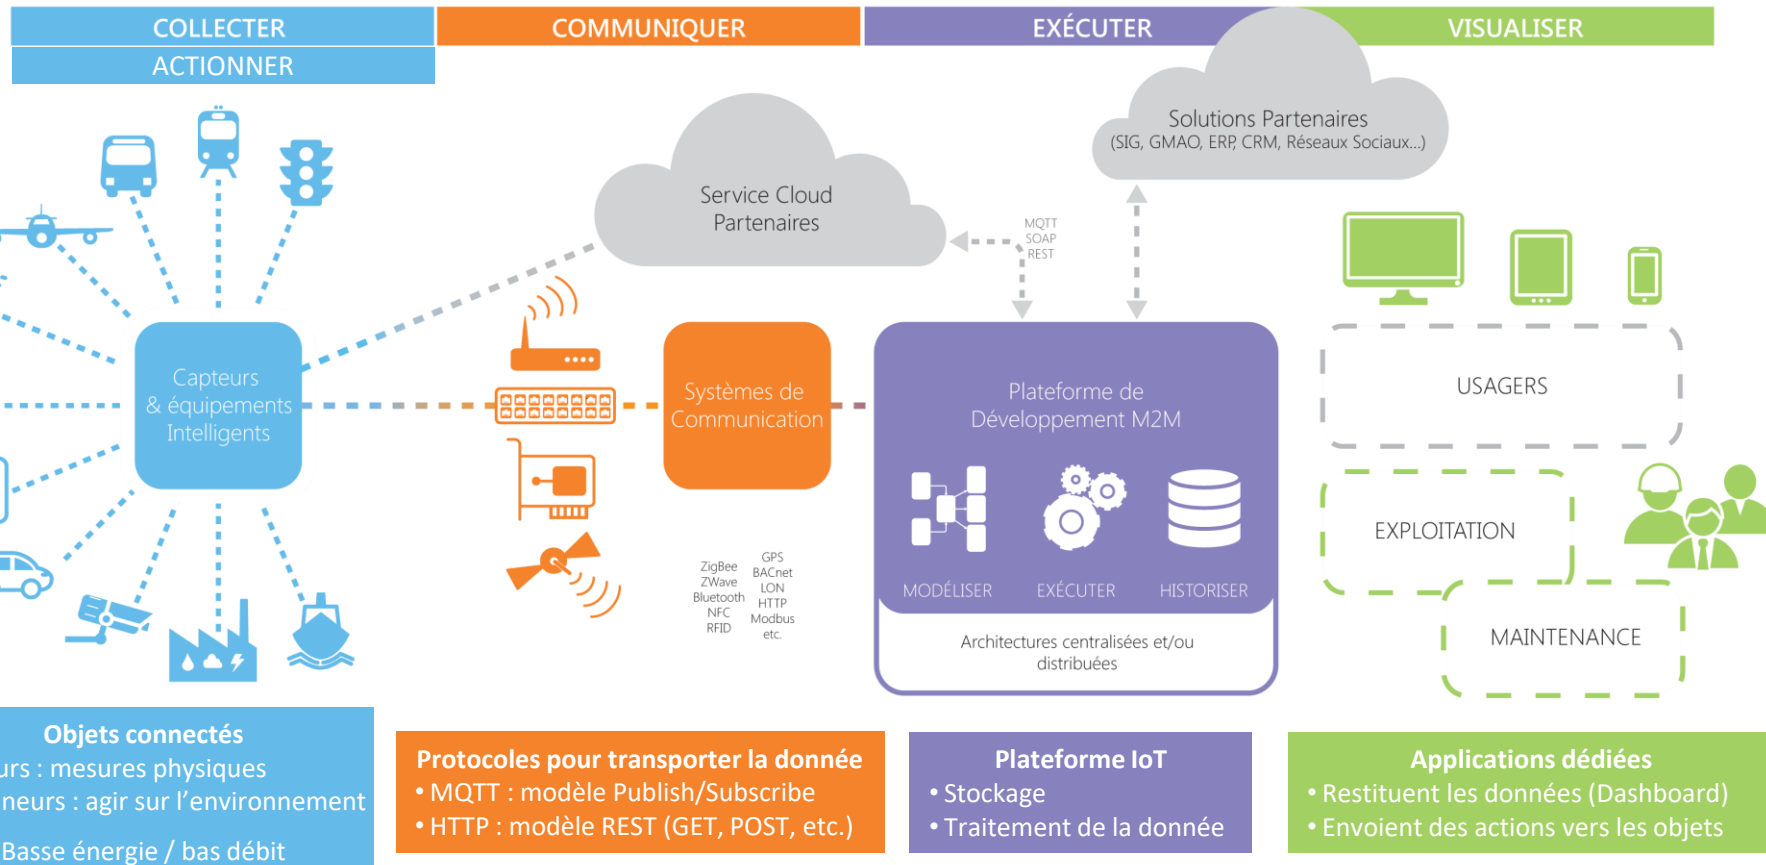 COLLECTER
COMMUNIQUER
EXÉCUTER
VISUALISER
ACTIONNER
Solutions Partenaires
(SIG, GMAO, ERP, CRM, Réseaux Sociaux...)
Service Cloud
Partenaires
MQTT
SOAP
REST
Capteurs
& équipements
Intelligents
Systèmes de
Communication
Plateforme de
Développement M2M
MODÉLISER
EXÉCUTER
HISTORISER
Architectures centralisées et/ou
distribuées
ZigBee
ZWave
Bluetooth
NFC
RFID
GPS
BACnet
LON
HTTP
Modbus
etc.
USAGERS
EXPLOITATION
MAINTENANCE
Objets connectés
urs : mesures physiques
neurs : agir sur l'environnement
Basse énergie / bas débit
Protocoles pour transporter la donnée
• MQTT : modèle Publish/Subscribe
• HTTP : modèle REST (GET, POST, etc.)
Plateforme IoT
• Stockage
• Traitement de la donnée
Applications dédiées
• Restituent les données (Dashboard)
• Envoient des actions vers les objets